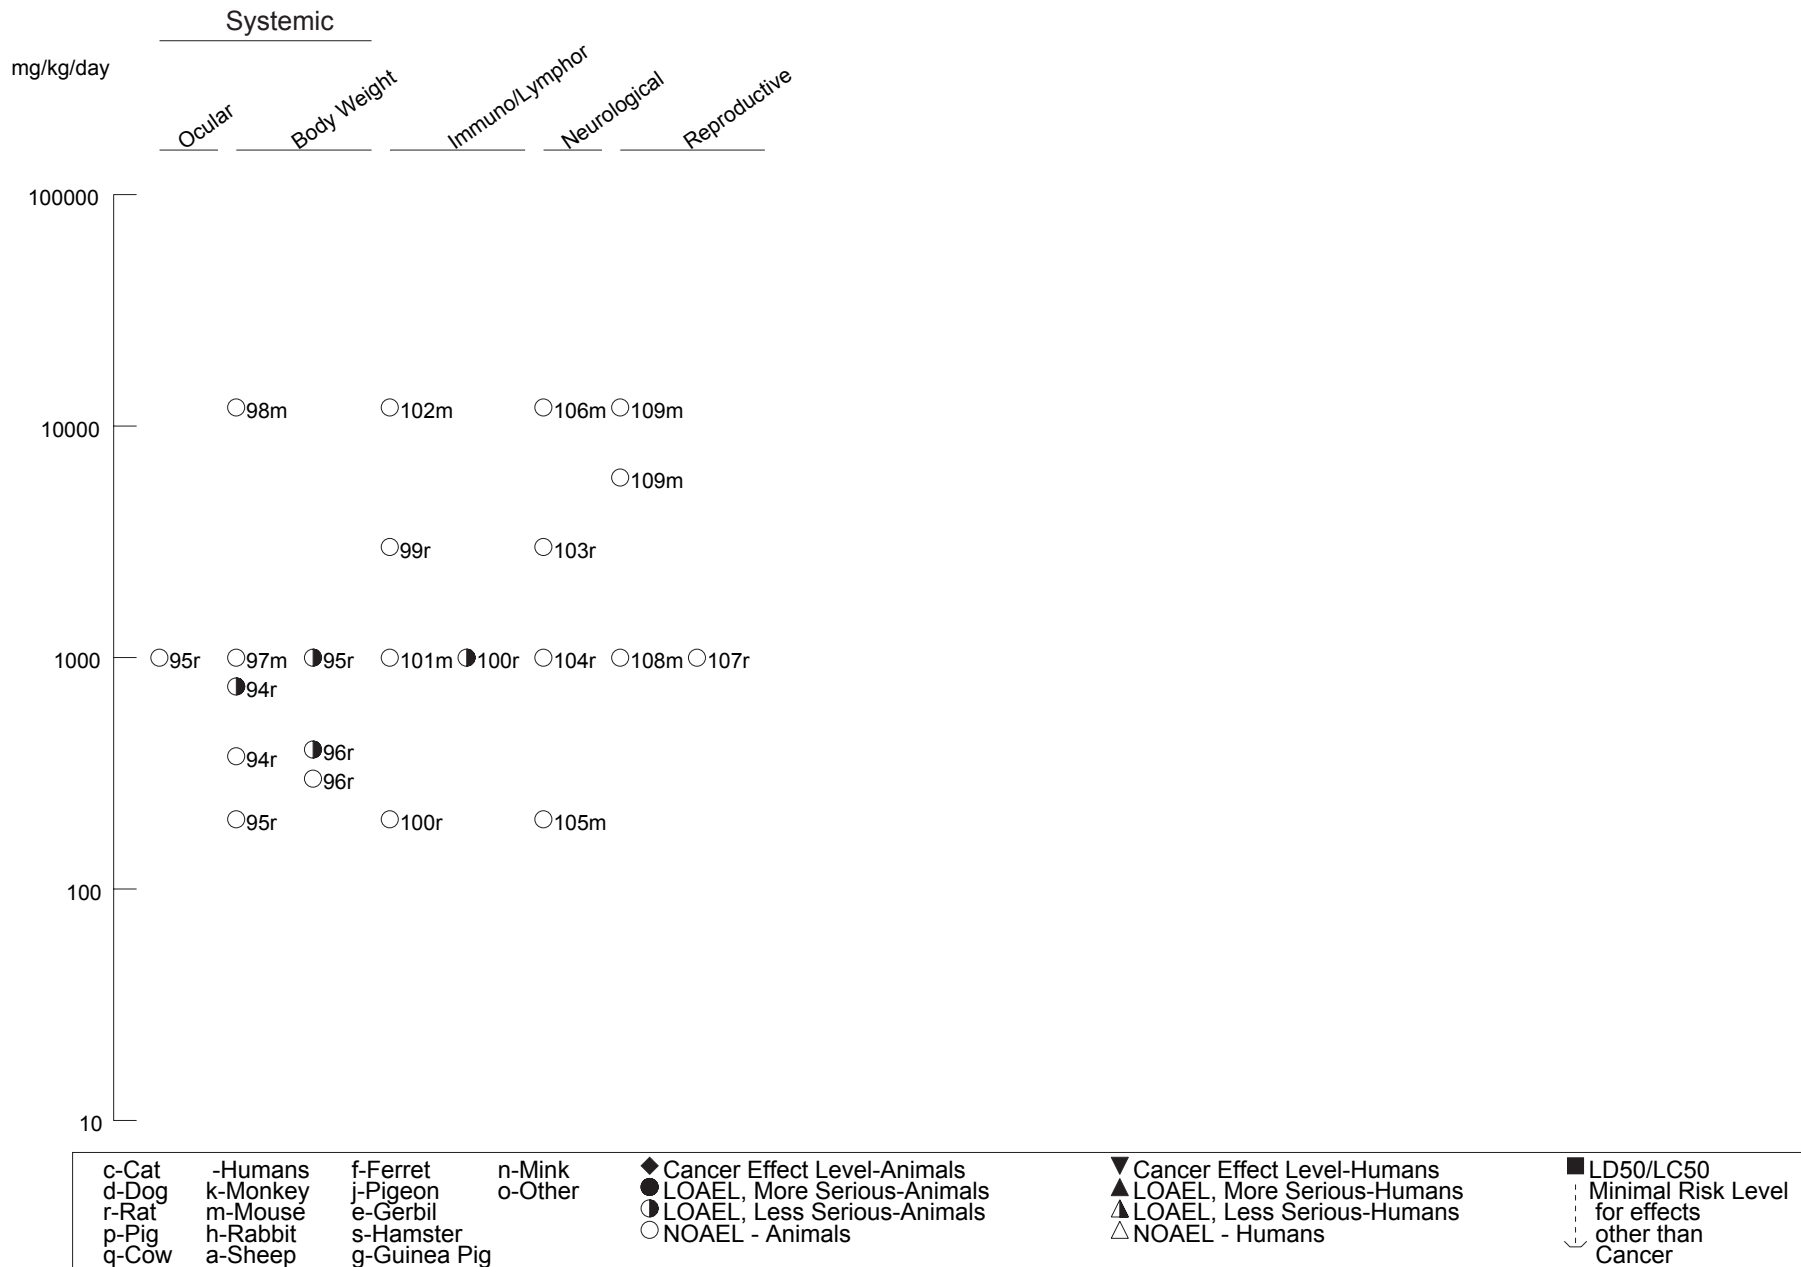 Systemic
mg/kg/day
Ocular
Body Weight
Immuno/Lymphor
Neurological
Reproductive
100000
98m 102m 106m 109m
10000
109m
99r 103r
1000 95r 97m 95r 101m 100r 104r 108m 107r
94r
94r 96r
96r
95r 100r 105m
100
10
c-Cat -Humans f-Ferret n-Mink Cancer Effect Level-Animals Cancer Effect Level-Humans LD50/LC50
d-Dog k-Monkey j-Pigeon o-Other LOAEL, More Serious-Animals LOAEL, More Serious-Humans Minimal Risk Level
r-Rat m-Mouse e-Gerbil LOAEL, Less Serious-Animals LOAEL, Less Serious-Humans for effects
p-Pig h-Rabbit s-Hamster NOAEL - Animals NOAEL - Humans other than
q-Cow a-Sheep g-Guinea Pig Cancer